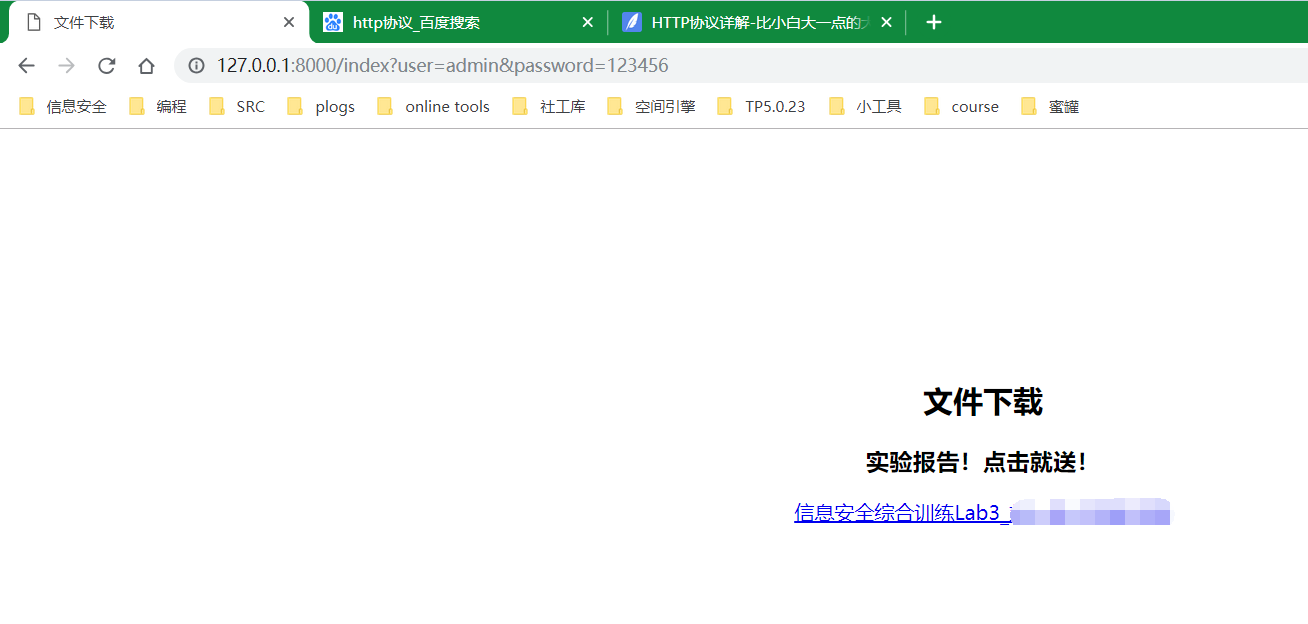 文件下载
http协议_百度搜索
HTTP协议详解-比小白大一点的
127.0.0.1:8000/index?user=admin&password=123456
信息安全 编程 SRC plogs online tools 社工库 空间引擎 TP5.0.23 小工具 course 蜜罐
文件下载
实验报告！点击就送！
信息安全综合训练Lab3_